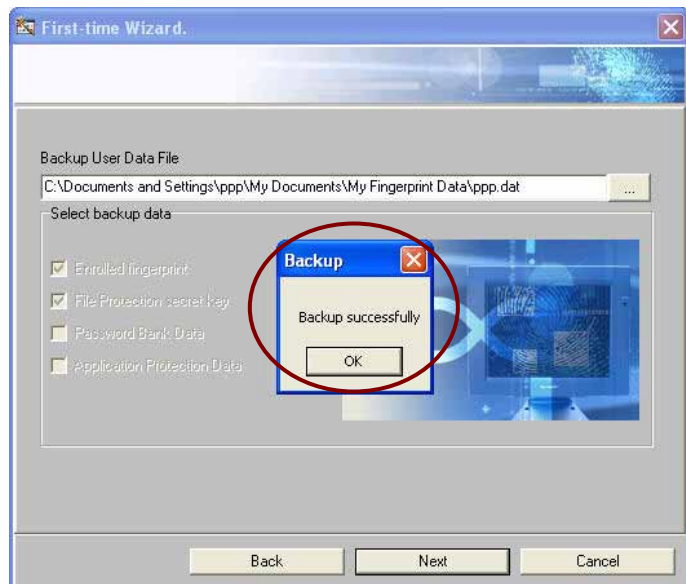 First-time Wizard.
Backup User Data File
C:\Documents and Settings\ppp\My Documents\My Fingerprint Data\ppp.dat
...
Select backup data
Enrolled fingerprint
File Protection secret key
Password Bank Data
Application Protection Data
Backup
Backup successfully
OK
Back
Next
Cancel